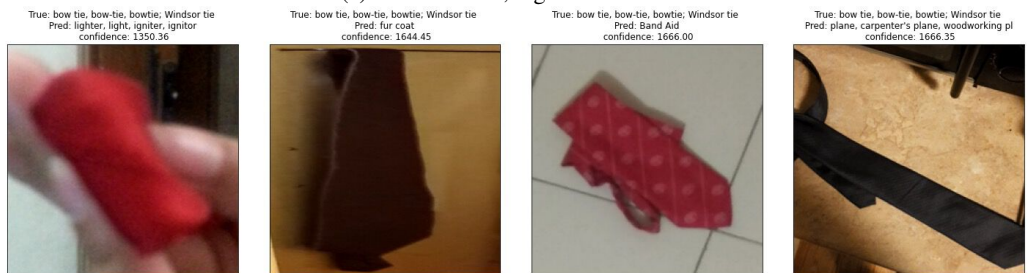 True: bow tie, bow-tie, bowtie; Windsor tie
Pred: lighter, light, igniter, ignitor
confidence: 1350.36
True: bow tie, bow-tie, bowtie; Windsor tie
Pred: fur coat
confidence: 1644.45
True: bow tie, bow-tie, bowtie; Windsor tie
Pred: Band Aid
confidence: 1666.00
True: bow tie, bow-tie, bowtie; Windsor tie
Pred: plane, carpenter's plane, woodworking pl
confidence: 1666.35